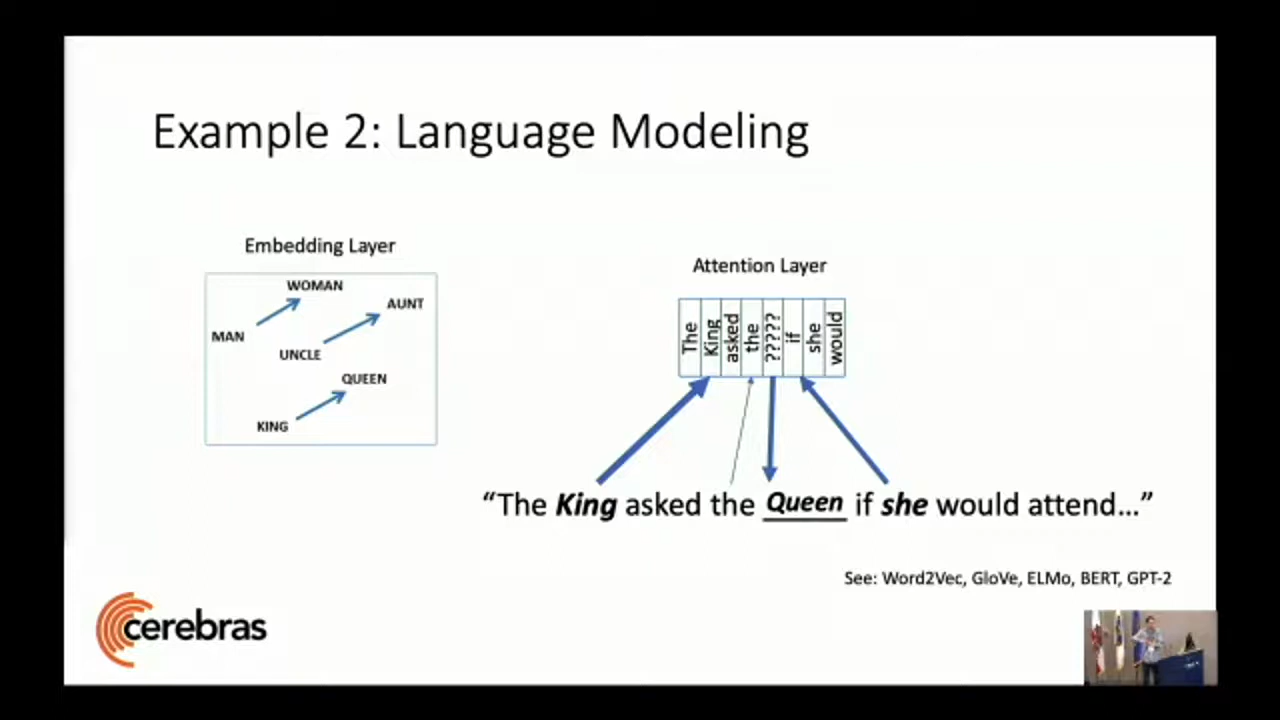 Example 2: Language Modeling
Embedding Layer
WOMAN
AUNT
MAN
UNCLE
QUEEN
KING
Attention Layer
The
King
asked
the
?????
if
she
would
“The King asked the Queen if she would attend...”
See: Word2Vec, GloVe, ELMo, BERT, GPT-2
cerebras